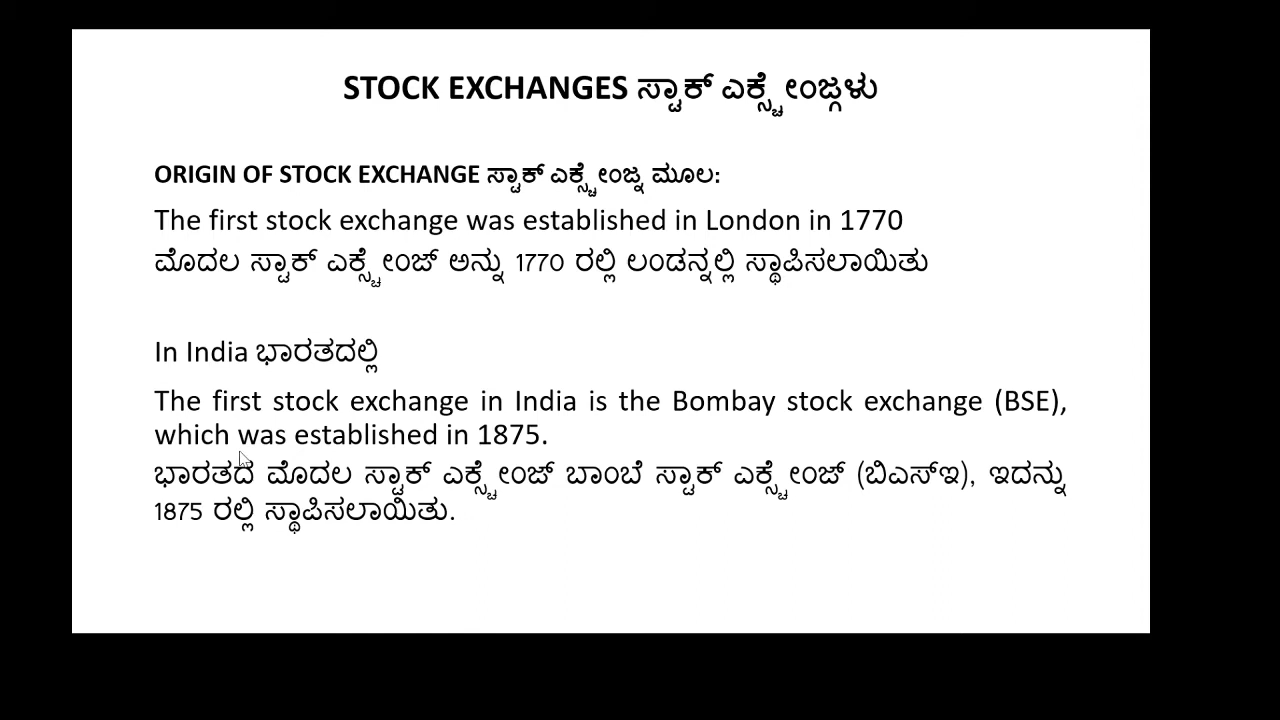 STOCK EXCHANGES ಸ್ಟಾಕ್ ಎಕ್ಸ್ಚೇಂಜ್ಗಳು
ORIGIN OF STOCK EXCHANGE ಸ್ಟಾಕ್ ಎಕ್ಸ್ಚೇಂಜ್ನ ಮೂಲ:
The first stock exchange was established in London in 1770
ಮೊದಲ ಸ್ಟಾಕ್ ಎಕ್ಸ್ಚೇಂಜ್ ಅನ್ನು 1770 ರಲ್ಲಿ ಲಂಡನ್ನಲ್ಲಿ ಸ್ಥಾಪಿಸಲಾಯಿತು
In India ಭಾರತದಲ್ಲಿ
The first stock exchange in India is the Bombay stock exchange (BSE),
which was established in 1875.
ಭಾರತದ ಮೊದಲ ಸ್ಟಾಕ್ ಎಕ್ಸ್ಚೇಂಜ್ ಬಾಂಬೆ ಸ್ಟಾಕ್ ಎಕ್ಸ್ಚೇಂಜ್ (ಬಿಎಸ್ಇ), ಇದನ್ನು
1875 ರಲ್ಲಿ ಸ್ಥಾಪಿಸಲಾಯಿತು.